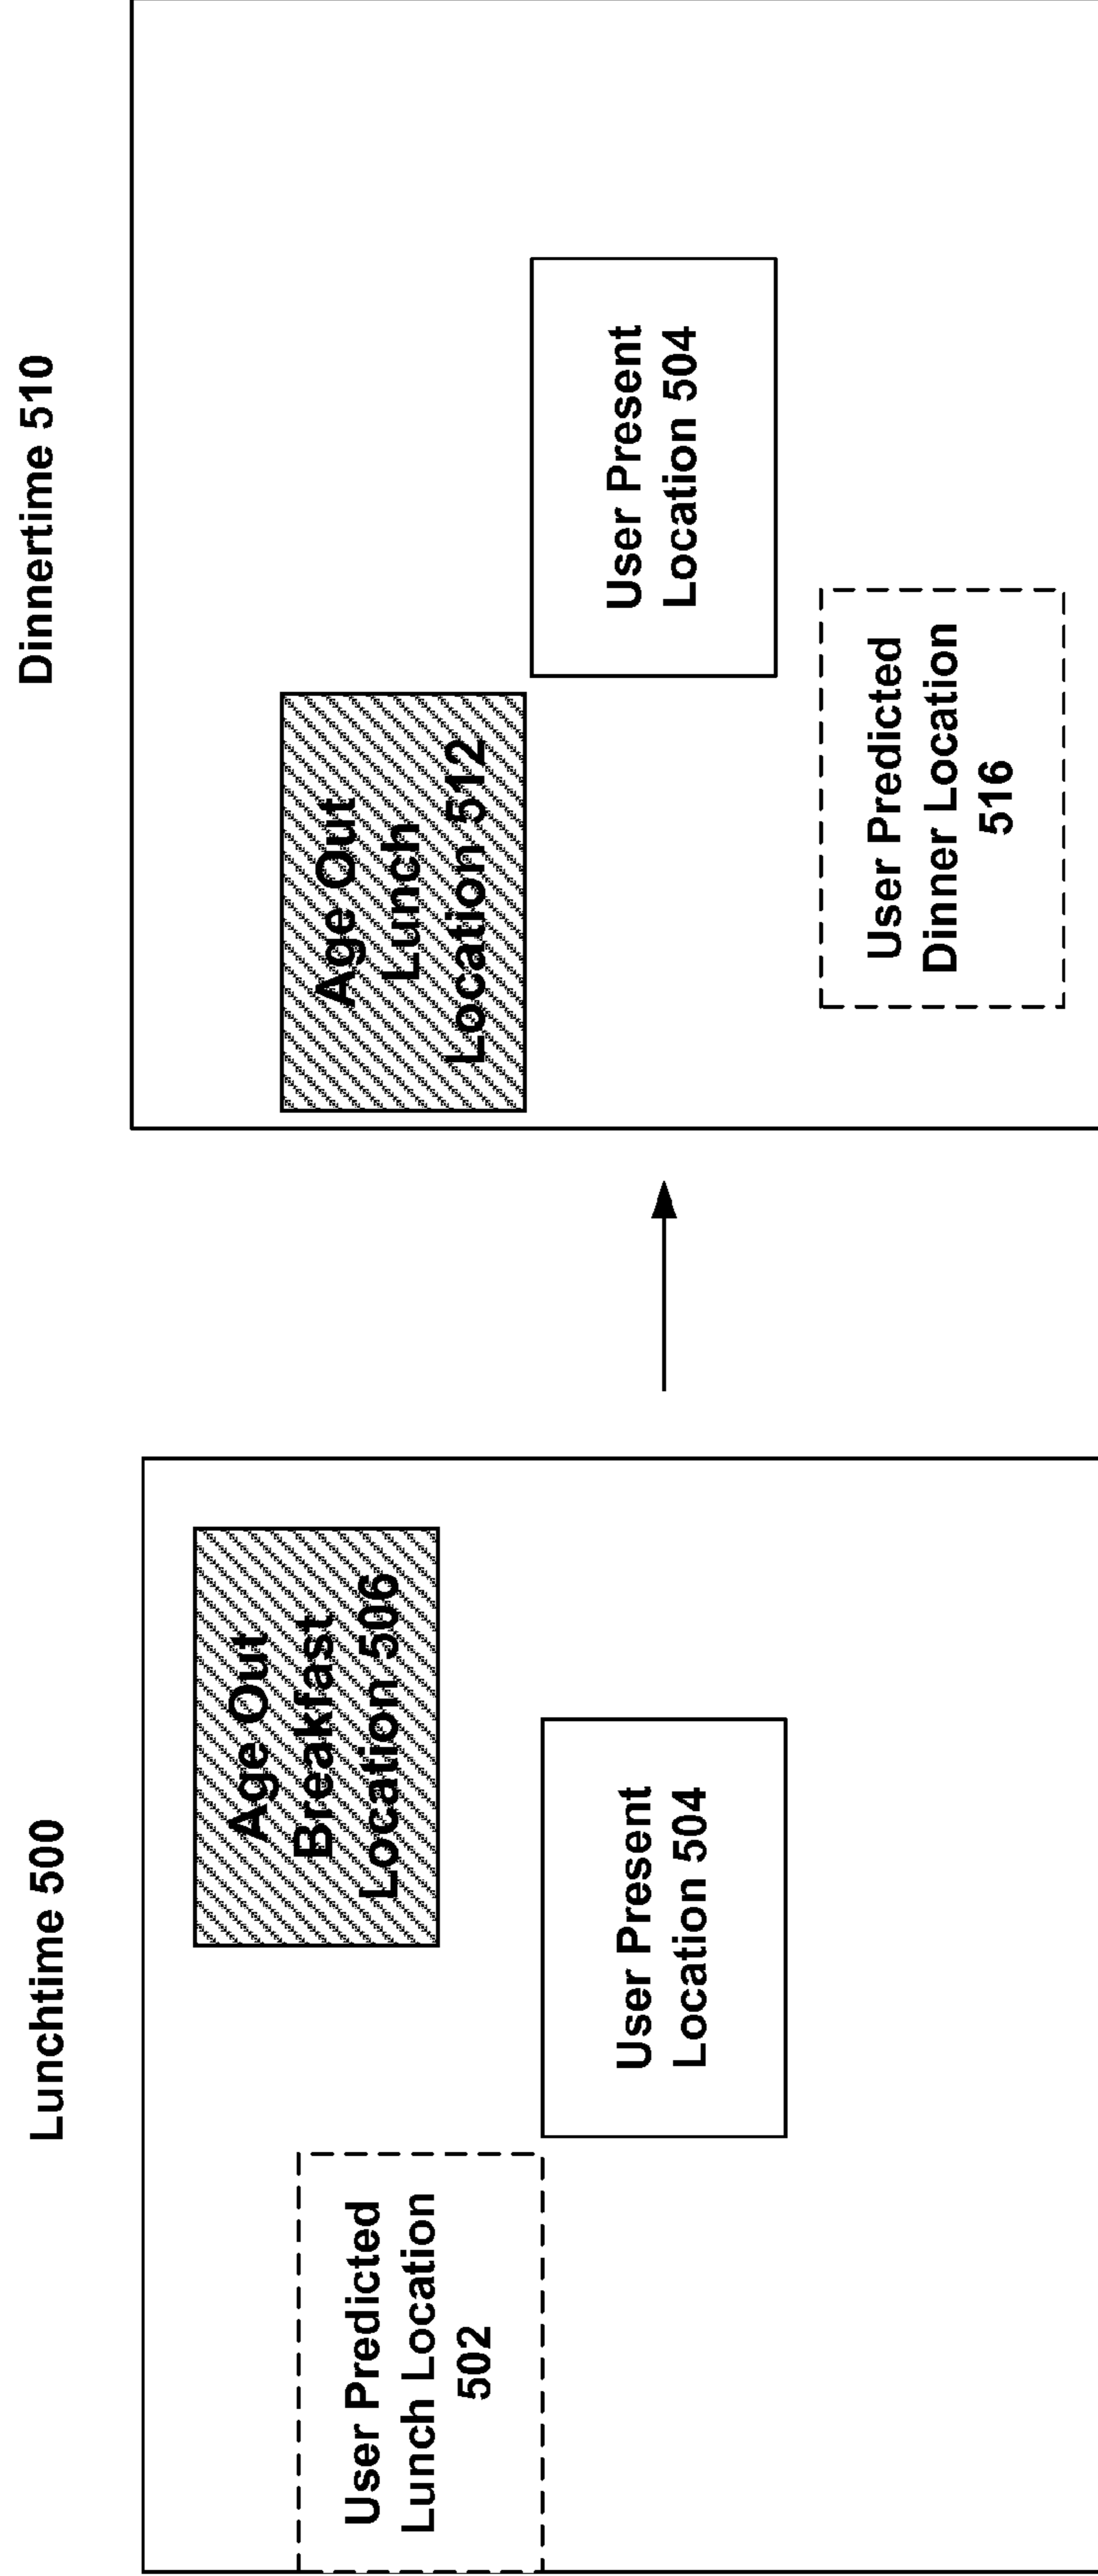 Lunchtime 500
Age Out
Breakfast
Location 506
User Predicted
Lunch Location
502
User Present
Location 504
Dinnertime 510
Age Out
Lunch
Location 512
User Present
Location 504
User Predicted
Dinner Location
516